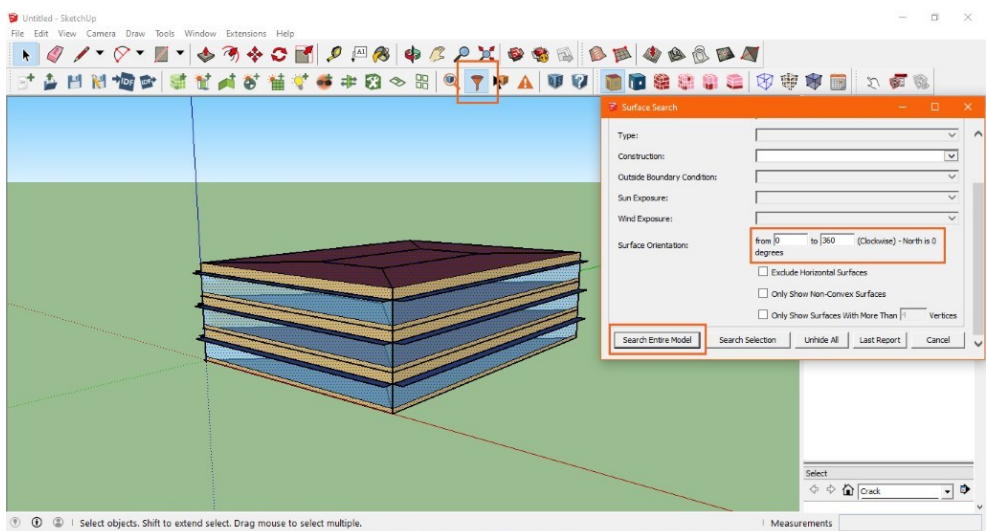 Untitled - SketchUp
File Edit View Camera Draw Tools Window Extensions Help
Surface Search
Type:
Construction:
Outside Boundary Condition:
Sun Exposure:
Wind Exposure:
Surface Orientation:
from 0 to 360 (Clockwise) - North is 0
degrees
Exclude Horizontal Surfaces
Only Show Non-Convex Surfaces
Only Show Surfaces With More Than Vertices
Search Entire Model Search Selection Unhide All Last Report Cancel
Select
Crack
Select objects. Shift to extend select. Drag mouse to select multiple.
Measurements